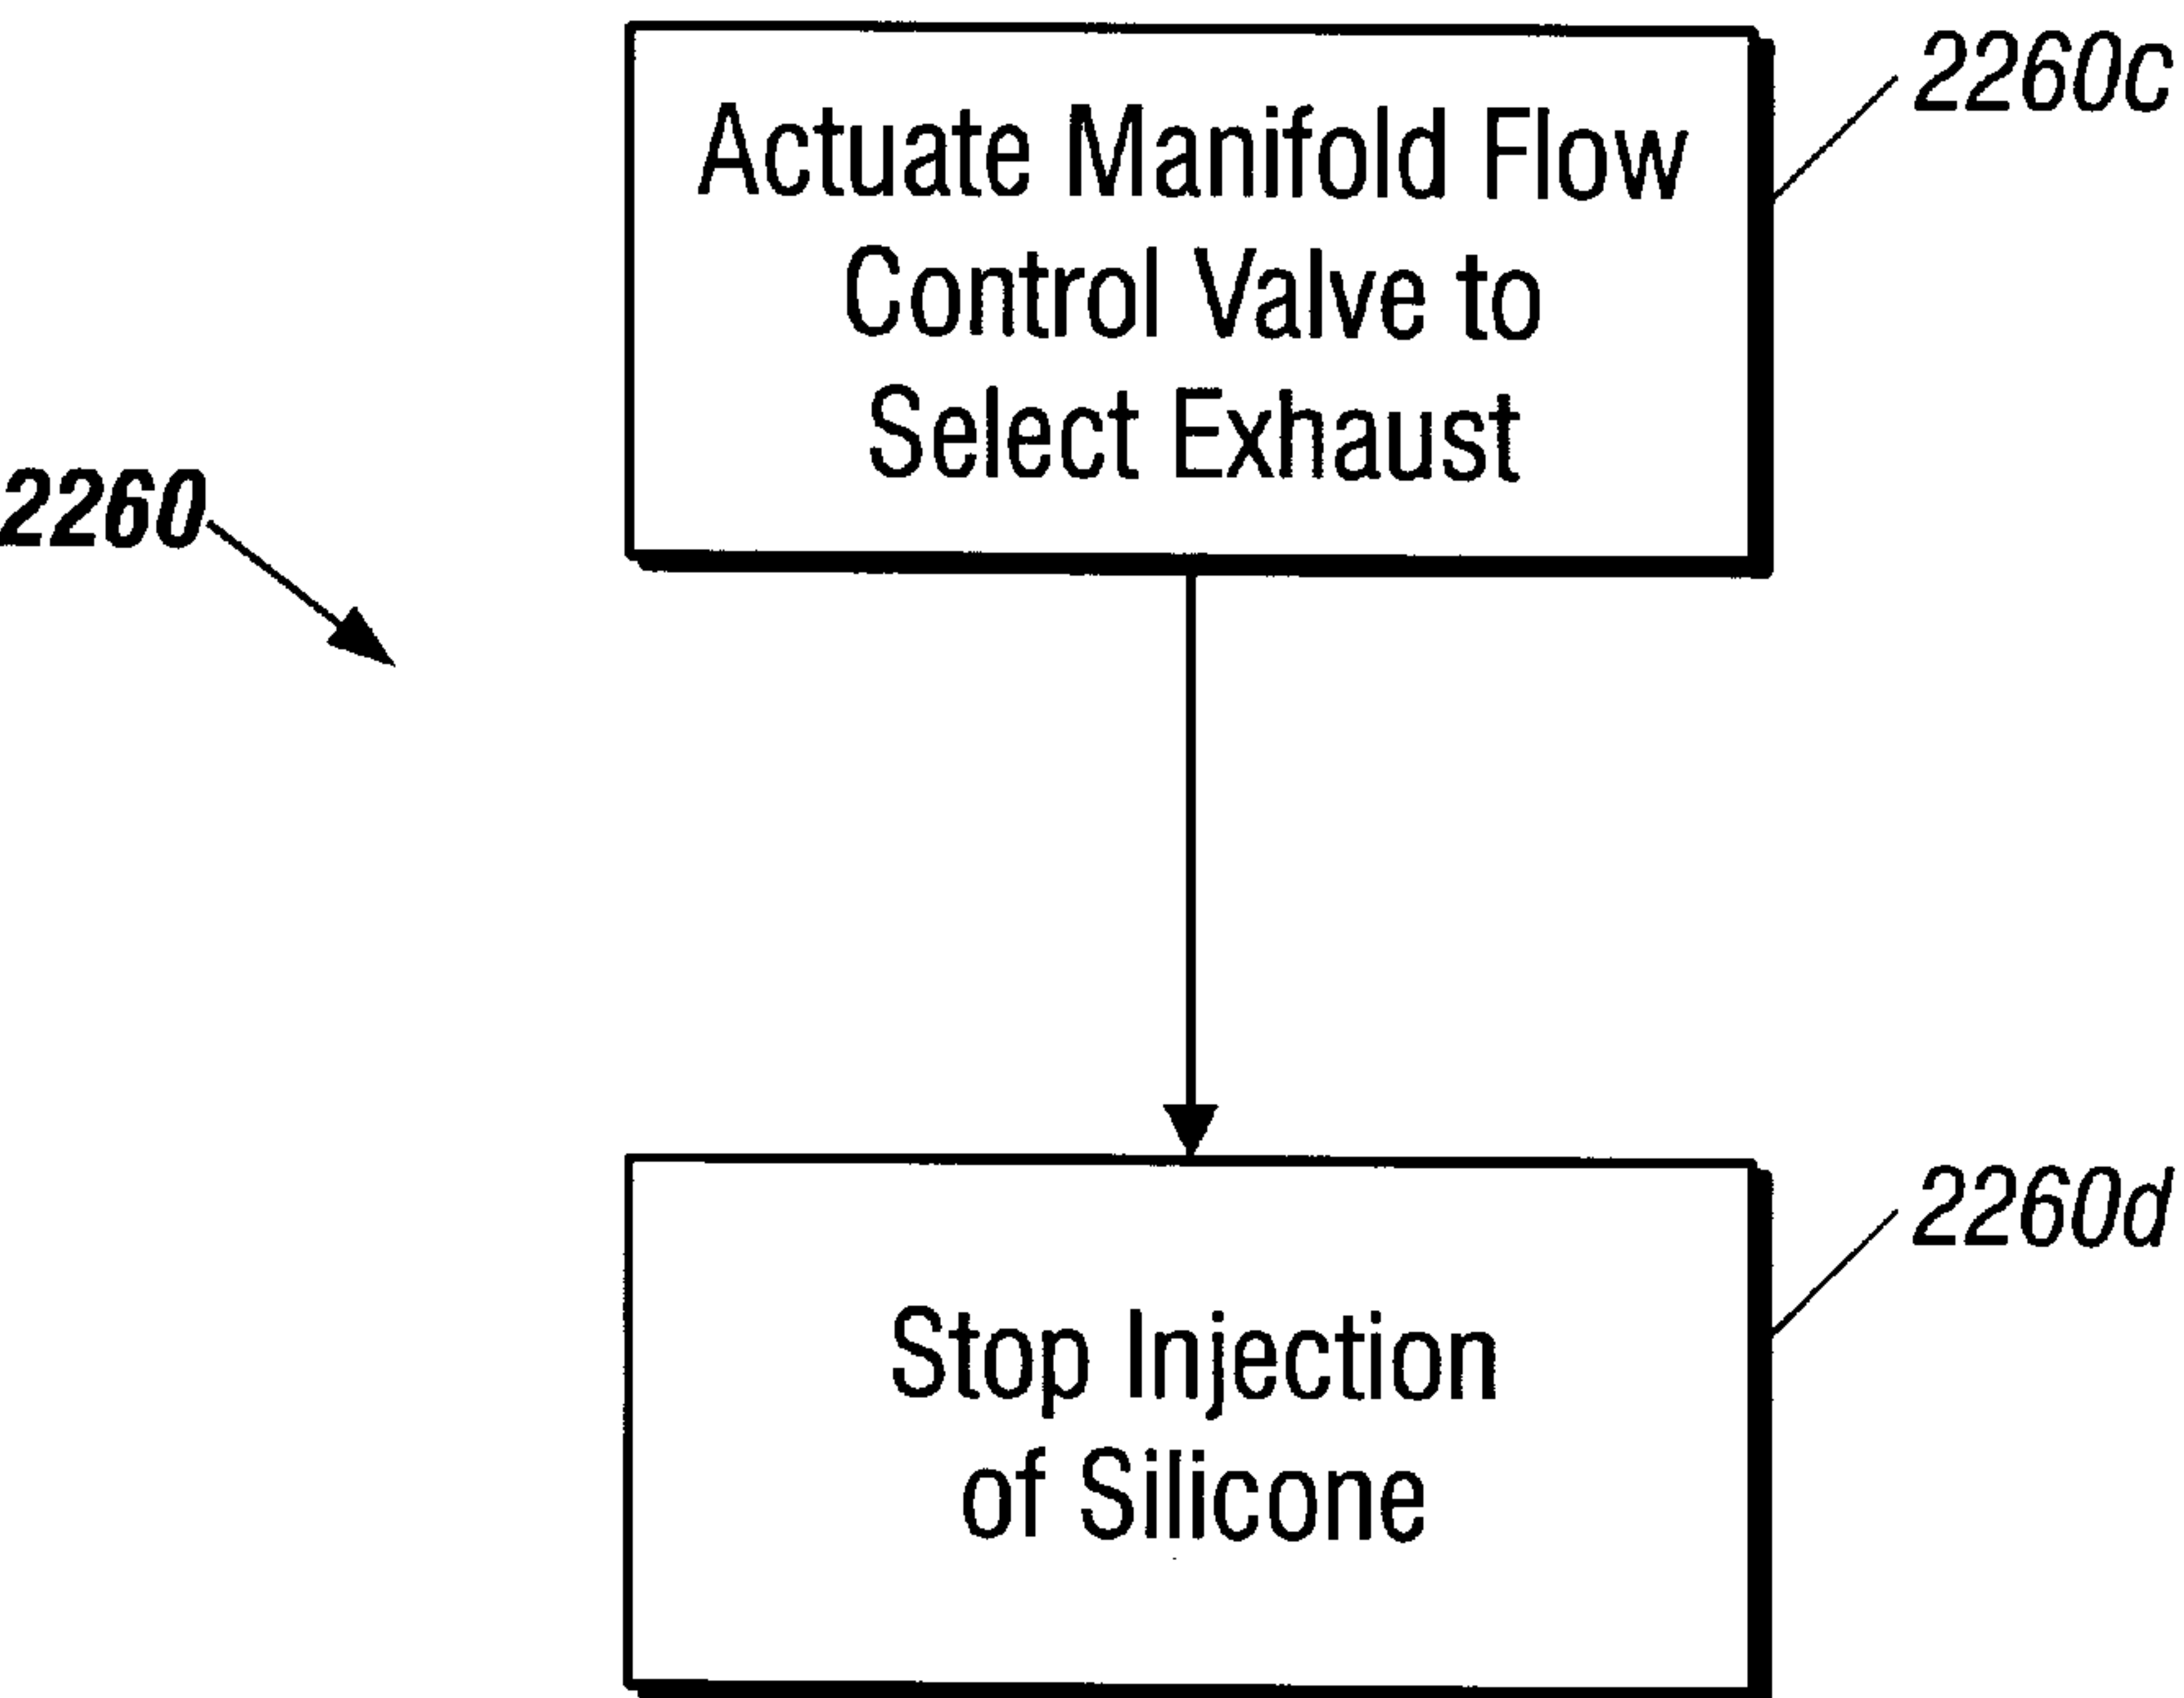 2260c
Actuate Manifold Flow
Control Valve to
Select Exhaust
2260
2260d
Stop Injection
of Silicone